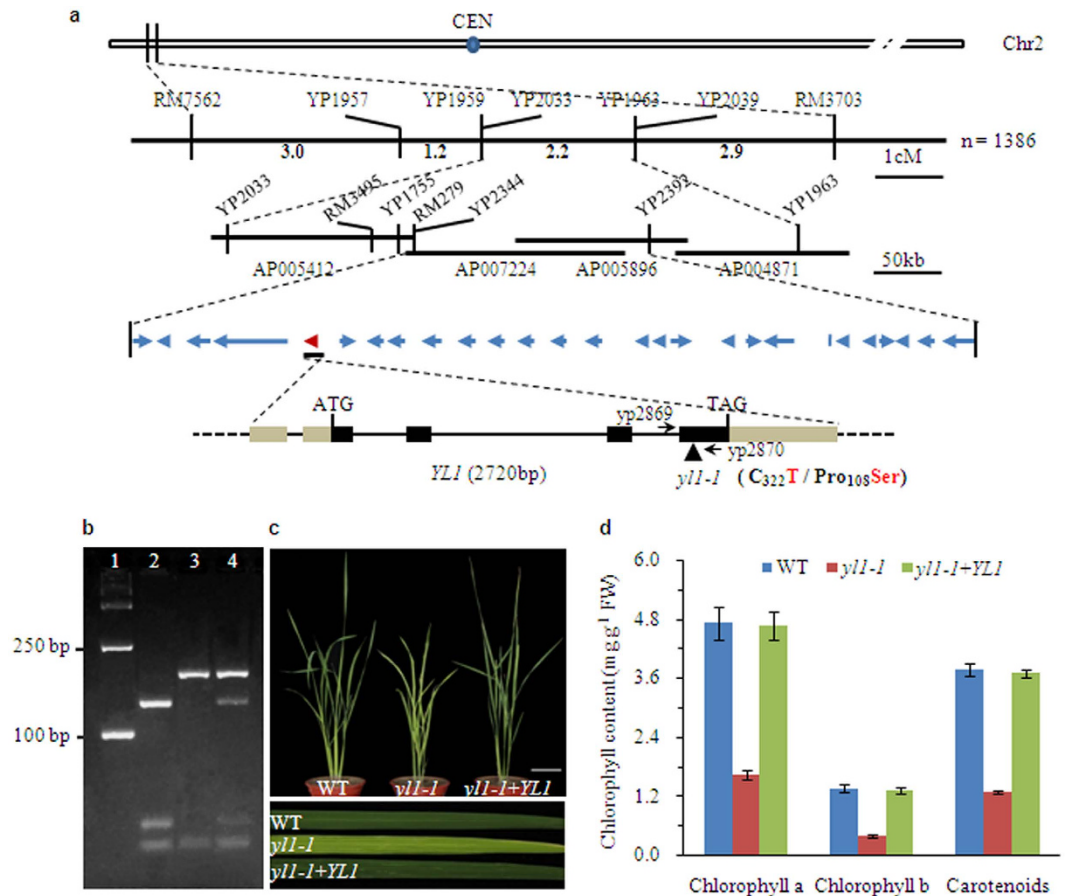 a
CEN
Chr2
RM7562 YP1957 YP1959 YP2033 YP1963 YP2039 RM3703
n = 1386
3.0 1.2 2.2 2.9
1cM
YP2033 RM3495 YP1755 RM279 YP2344 YP2392 YP1963
AP005412 AP007224 AP005896 AP004871
50kb
ATG yp2869 TAG
yp2870
YL1 (2720bp) yl1-1 (C322T / Pro108Ser)
b
1 2 3 4
250 bp
100 bp
c
WT yl1-1 yl1-1+YL1
WT
yl1-1
yl1-1+YL1
d
Chlorophyll content (mg g-1 FW)
WT yl1-1 yl1-1+YL1
6.0
4.8
3.6
2.4
1.2
0.0
Chlorophyll a Chlorophyll b Carotenoids